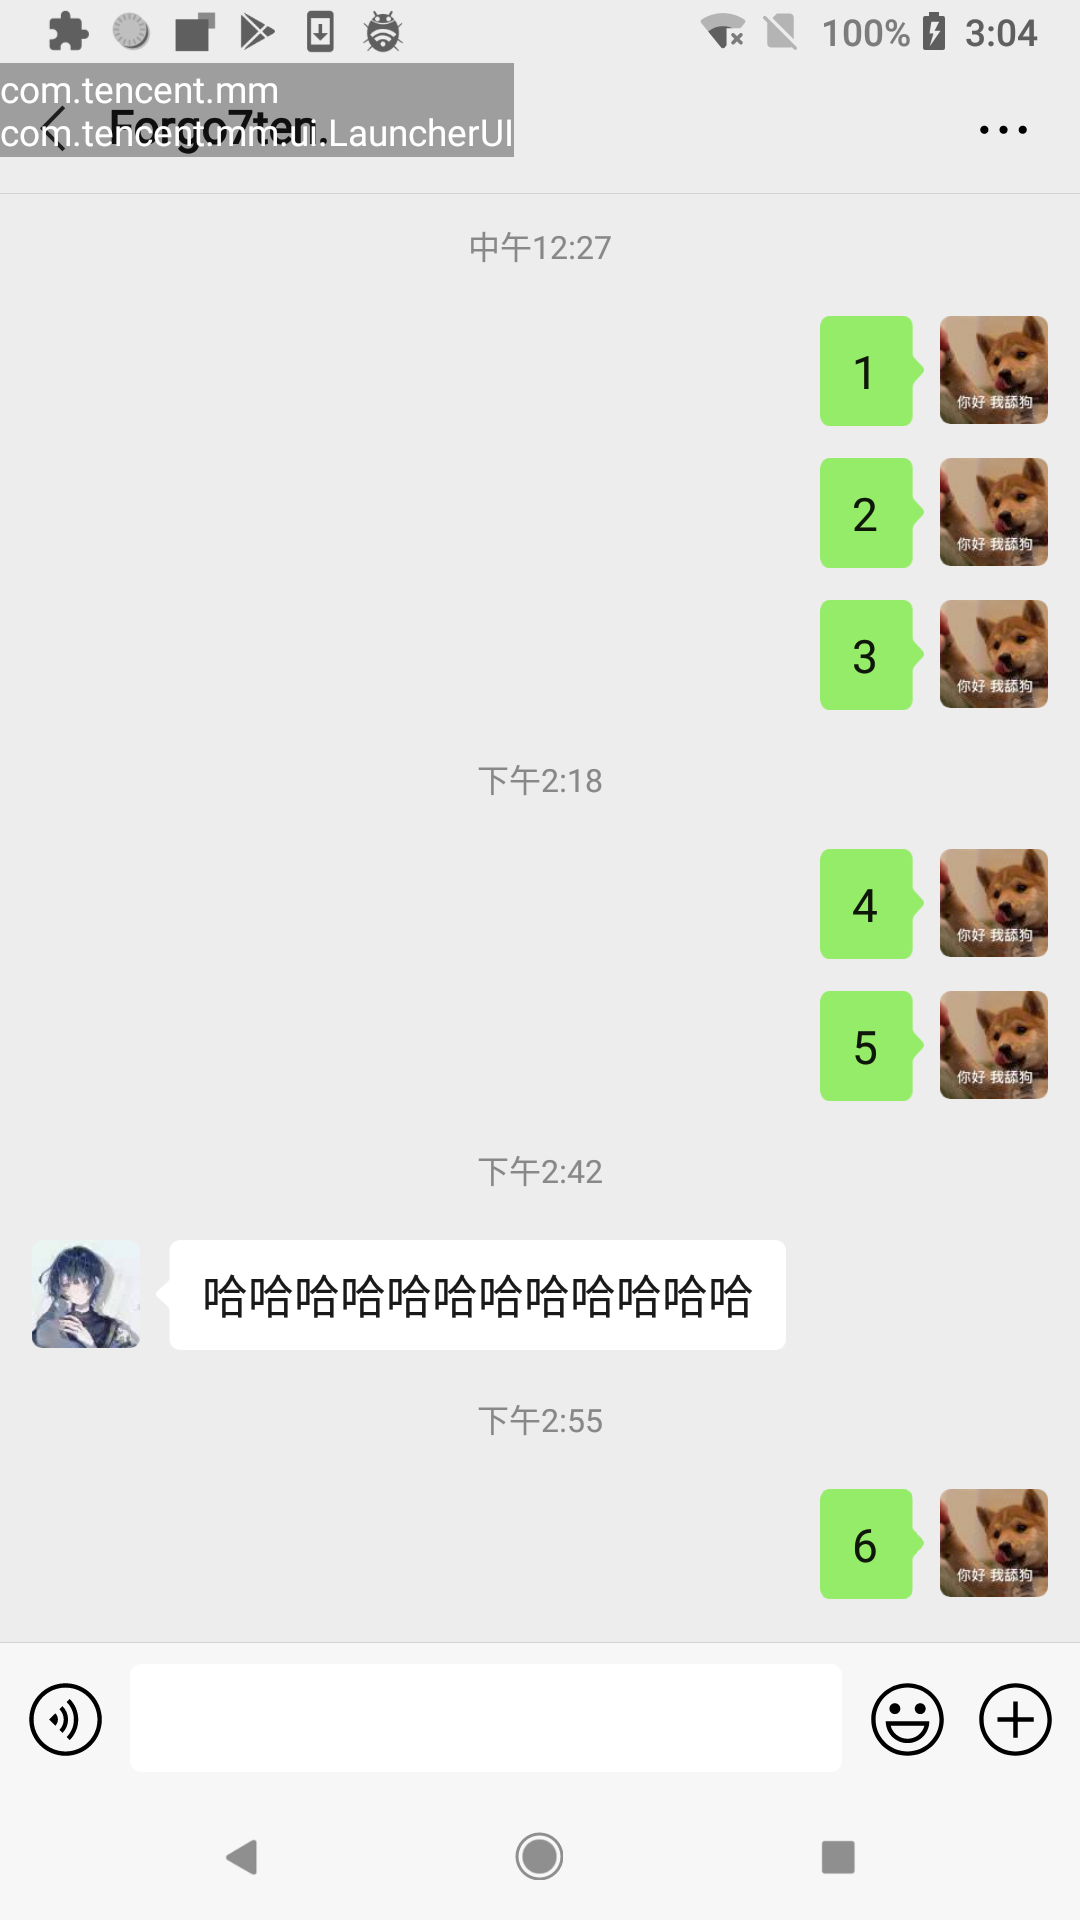 100% 3:04
com.tencent.mm
Forgo7ten.
com.tencent.mm.ui.LauncherUI
中午12:27
1
你好 我舔狗
2
你好 我舔狗
3
你好 我舔狗
下午2:18
4
你好 我舔狗
5
你好 我舔狗
下午2:42
哈哈哈哈哈哈哈哈哈哈哈哈
下午2:55
6
你好 我舔狗